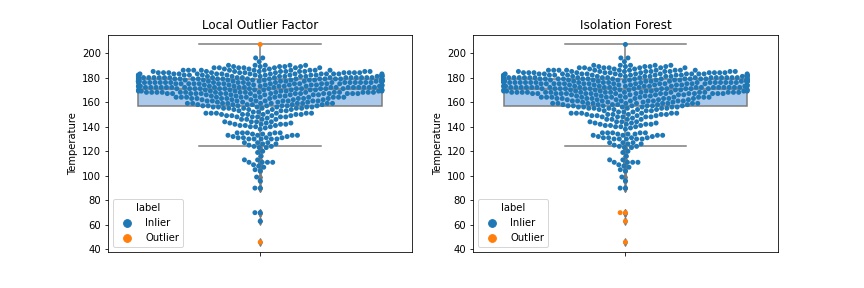 Local Outlier Factor
Temperature
200
180
160
140
120
100
80
60
40
label
Inlier
Outlier
Isolation Forest
Temperature
200
180
160
140
120
100
80
60
40
label
Inlier
Outlier